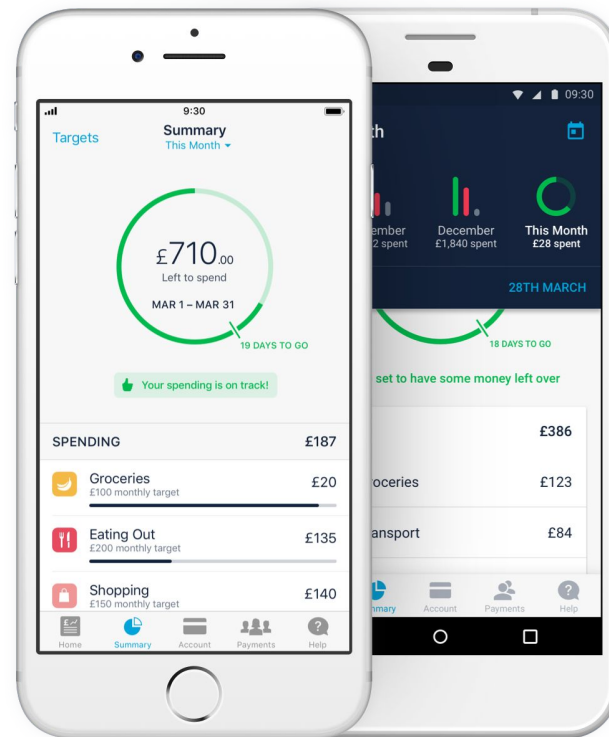 9:30
Targets
Summary
This Month
£710.00
Left to spend
MAR 1 – MAR 31
19 DAYS TO GO
Your spending is on track!
SPENDING £187
Groceries £20
£100 monthly target
Eating Out £135
£200 monthly target
Shopping £140
£150 monthly target
Home Summary Account Payments Help
09:30
December This Month
£1,840 spent £28 spent
28TH MARCH
18 DAYS TO GO
set to have some money left over
£386
£123
£84
Account Payments Help